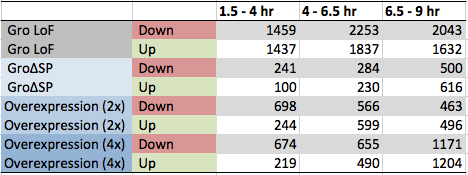 1.5 - 4 hr 4 - 6.5 hr 6.5 - 9 hr
Gro LoF Down 1459 2253 2043
Gro LoF Up 1437 1837 1632
GroΔSP Down 241 284 500
GroΔSP Up 100 230 616
Overexpression (2x) Down 698 566 463
Overexpression (2x) Up 244 599 496
Overexpression (4x) Down 674 655 1171
Overexpression (4x) Up 219 490 1204